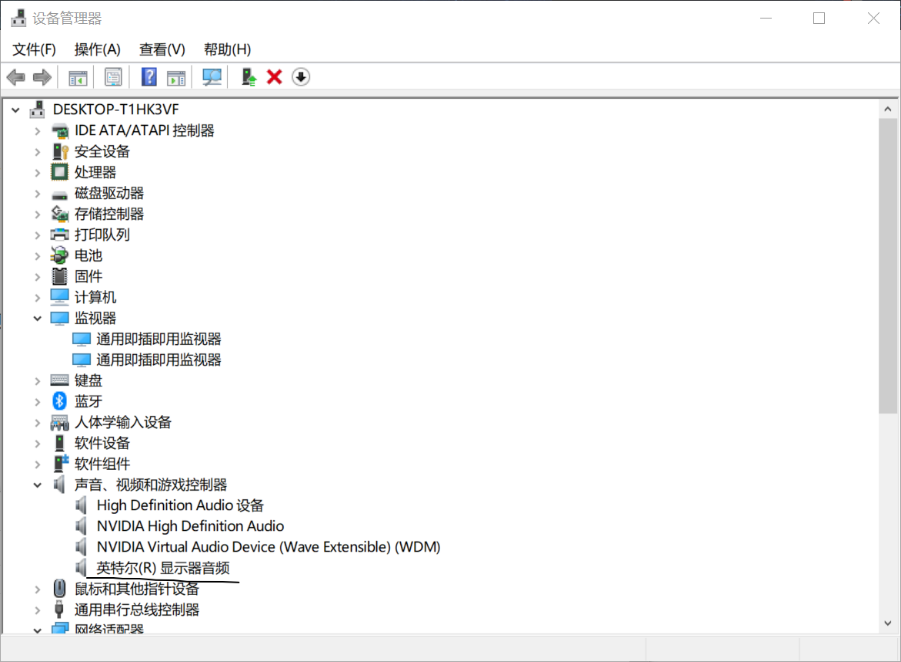 设备管理器
文件(F) 操作(A) 查看(V) 帮助(H)
DESKTOP-T1HK3VF
IDE ATA/ATAPI 控制器
安全设备
处理器
磁盘驱动器
存储控制器
打印队列
电池
固件
计算机
监视器
通用即插即用监视器
通用即插即用监视器
键盘
蓝牙
人体学输入设备
软件设备
软件组件
声音、视频和游戏控制器
High Definition Audio 设备
NVIDIA High Definition Audio
NVIDIA Virtual Audio Device (Wave Extensible) (WDM)
英特尔(R) 显示器音频
鼠标和其他指针设备
通用串行总线控制器
网络适配器